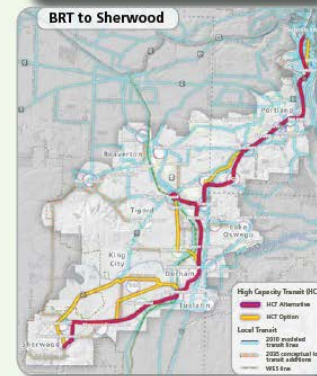 BRT to Sherwood
Portland
Beaverton
Tigard
Lake
Oswego
King
City
Durham
Tualatin
Sherwood
High Capacity Transit (HC
HCT Alternative
HCT Option
Local Transit
2010 modeled
transit lines
2035 conceptual lo
transit additions
WES line